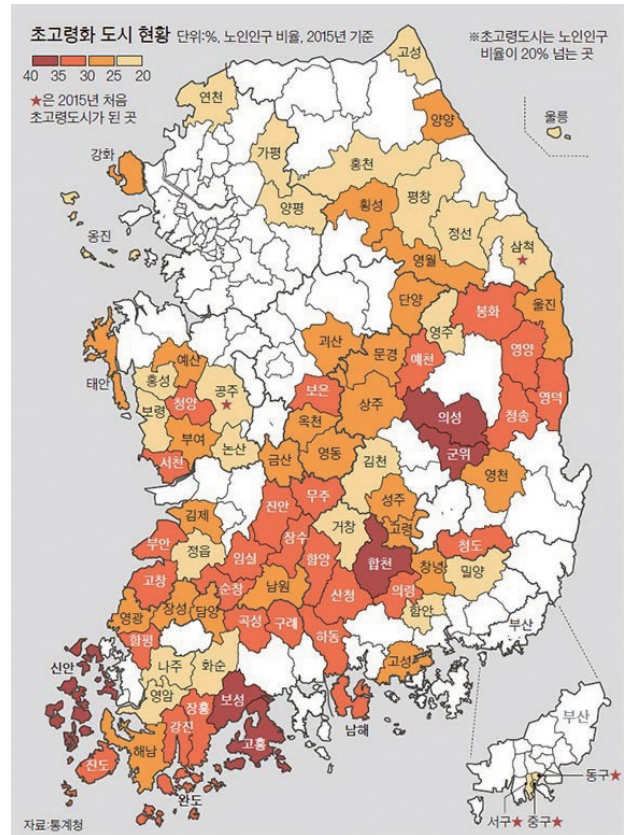 초고령화 도시 현황 단위:%, 노인인구 비율, 2015년 기준
※초고령도시는 노인인구
비율이 20% 넘는 곳
40 35 30 25 20
★은 2015년 처음
초고령도시가 된 곳
고성
연천
양양
울릉
강화
가평
홍천
양평
횡성
평창
정선
옹진
삼척
★
영월
단양
봉화
울진
영주
괴산
문경
예천
영양
예산
태안
홍성
공주
★
청양
보은
상주
영덕
보령
의성
청송
옥천
부여
논산
영동
군위
서천
금산
김천
영천
무주
성주
김제
진안
고령
부안
거창
정읍
장수
청도
임실
함양
합천
고창
창녕
밀양
순창
남원
산청
의령
영광
장성
담양
함안
곡성
구례
부산
함평
하동
고성
신안
나주
화순
영암
보성
부산
장흥
남해
강진
해남
고흥
진도
동구★
완도
서구★ 중구★
자료:통계청